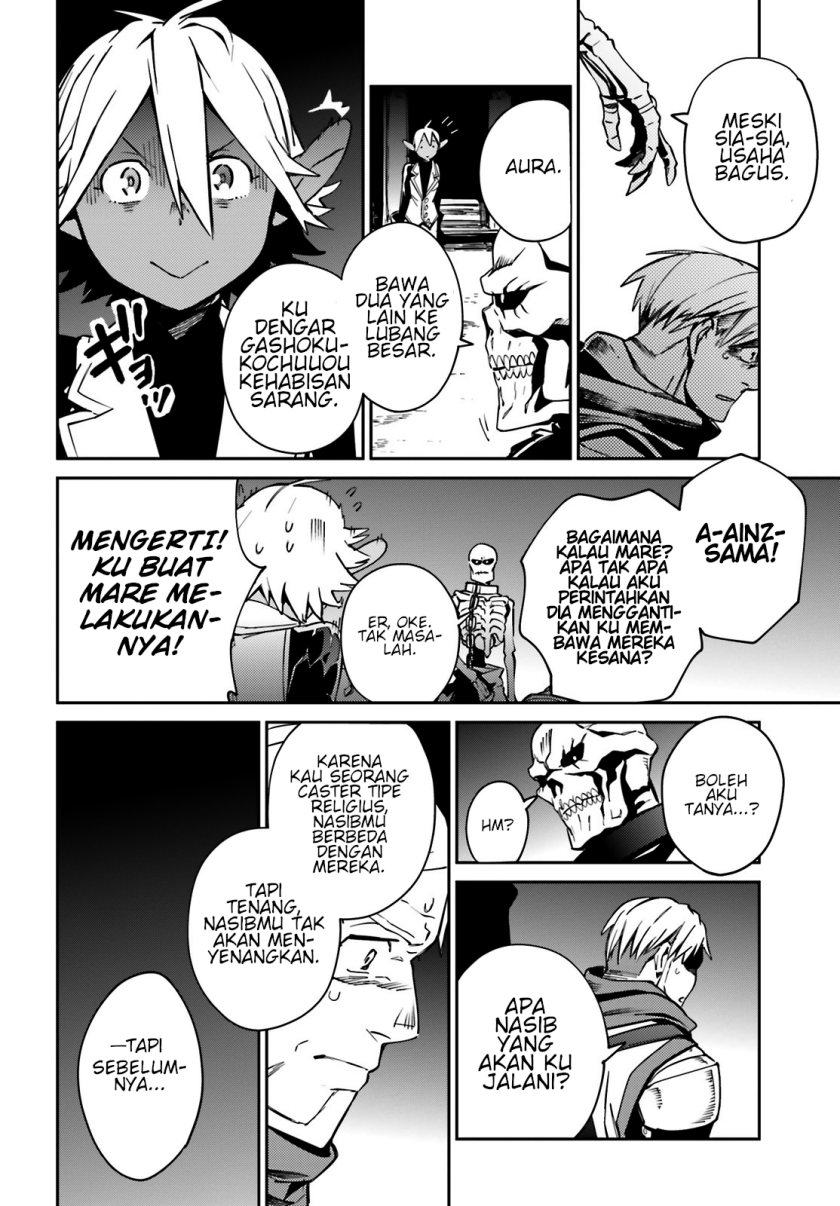 MESKI
SIA-SIA,
USAHA
BAGUS.
AURA.
BAWA
DUA YANG
LAIN KE
LUBANG
BESAR.
KU
DENGAR
GASHOKU-
KOCHUUOU
KEHABISAN
SARANG.
ギョッ
A-AINZ-
SAMA!
BAGAIMANA
KALAU MARE?
APA TAK APA
KALAU AKU
PERINTAHKAN
DIA MENGGANTI-
KAN KU MEM-
BAWA MEREKA
KESANA?
ER, OKE.
TAK MASA-
LAH.
MENGERTI!
KU BUAT
MARE ME-
LAKUKAN-
NYA!
BOLEH
AKU
TANYA...?
HM?
APA
NASIB
YANG
AKAN KU
JALANI?
KARENA
KAU SEORANG
CASTER TIPE
RELIGIUS,
NASIBMU
BERBEDA
DENGAN
MEREKA.
TAPI
TENANG,
NASIBMU TAK
AKAN MEN-
YENANGKAN.
—TAPI
SEBELUM-
NYA...